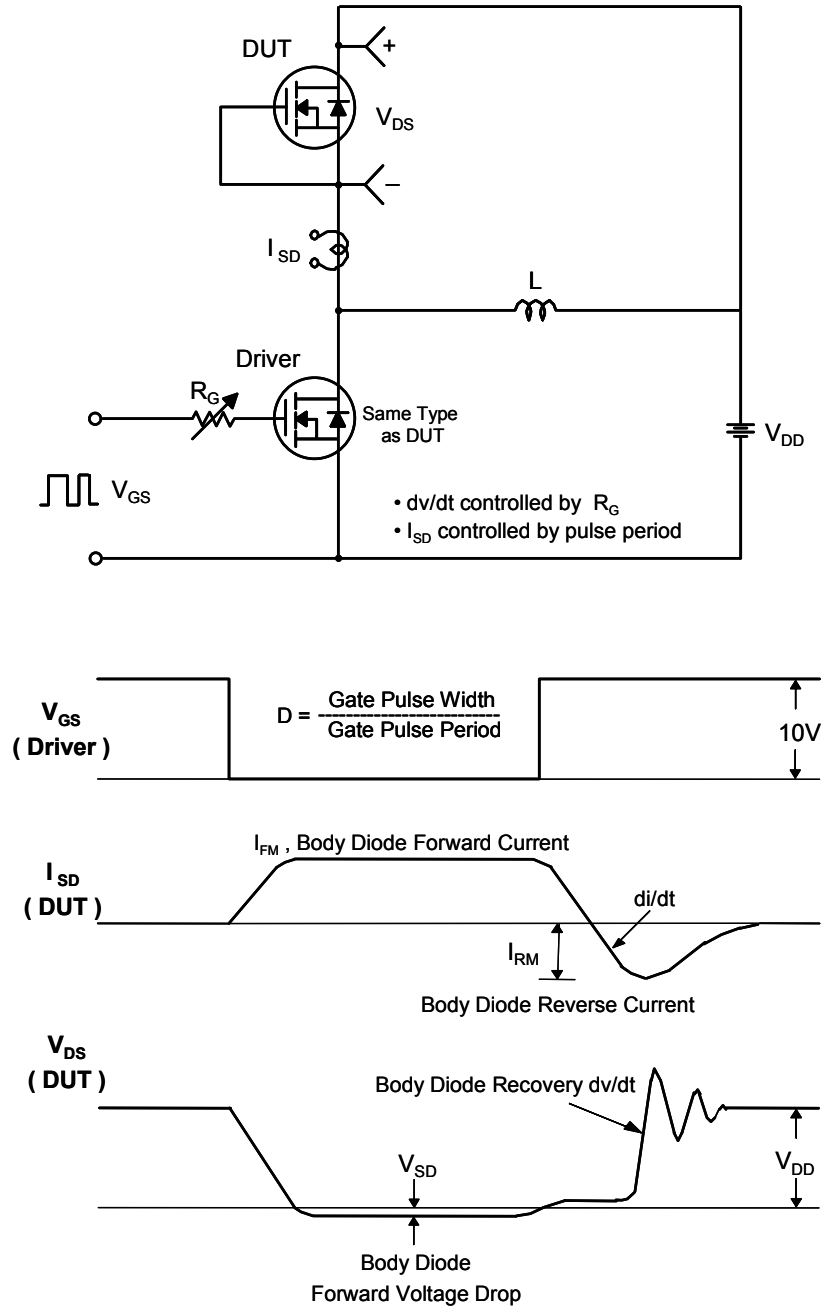 DUT
+
V_DS
–
I_SD
L
Driver
R_G
Same Type
as DUT
V_DD
V_GS
• dv/dt controlled by R_G
• I_SD controlled by pulse period
V_GS
( Driver )
D = Gate Pulse Width
Gate Pulse Period
10V
I_FM , Body Diode Forward Current
I_SD
( DUT )
di/dt
I_RM
Body Diode Reverse Current
V_DS
( DUT )
Body Diode Recovery dv/dt
V_SD
V_DD
Body Diode
Forward Voltage Drop